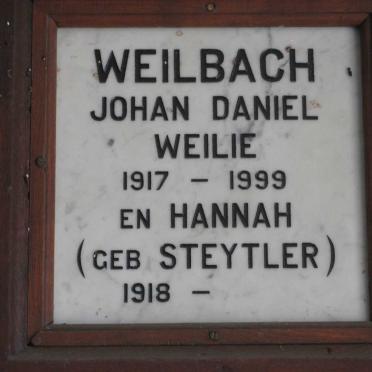 WEILBACH
JOHAN DANIEL
WEILIE
1917 – 1999
EN HANNAH
(GEB STEYTLER)
1918 –